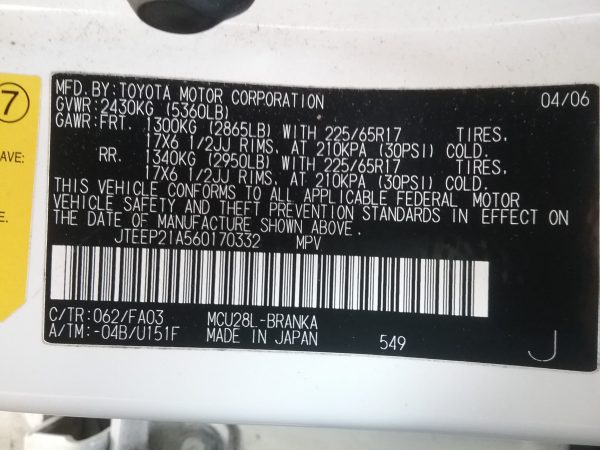 7
AVE:
E.
MFD.BY:TOYOTA MOTOR CORPORATION 04/06
GVWR:2430KG (5360LB)
GAWR:FRT. 1300KG (2865LB) WITH 225/65R17 TIRES.
17X6 1/2JJ RIMS. AT 210KPA (30PSI) COLD.
RR. 1340KG (2950LB) WITH 225/65R17 TIRES.
17X6 1/2JJ RIMS. AT 210KPA (30PSI) COLD.
THIS VEHICLE CONFORMS TO ALL APPLICABLE FEDERAL MOTOR
VEHICLE SAFETY AND THEFT PREVENTION STANDARDS IN EFFECT ON
THE DATE OF MANUFACTURE SHOWN ABOVE.
JTEEP21A560170332 MPV
C/TR:062/FA03 MCU28L-BRANKA
A/TM:-04B/U151F MADE IN JAPAN 549
J